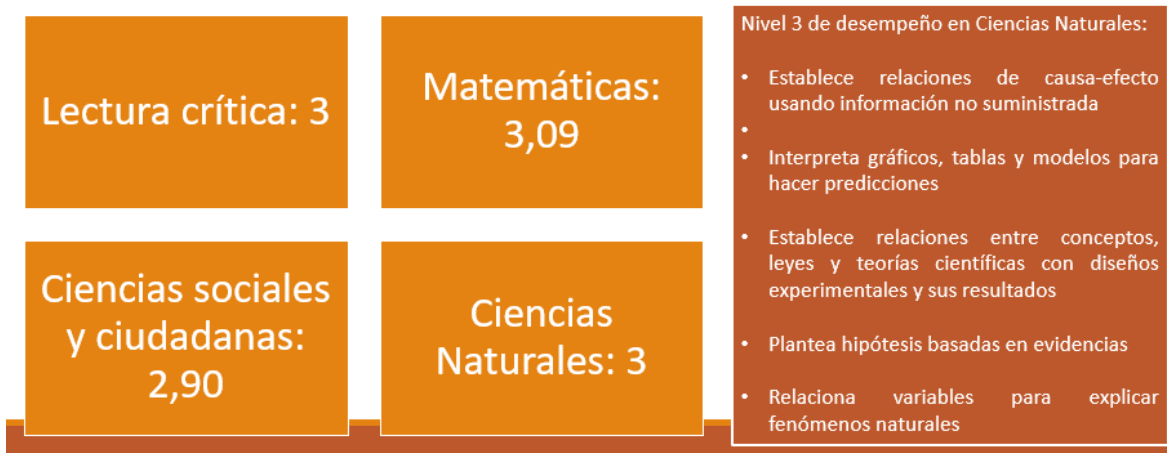 Lectura crítica: 3
Matemáticas:
3,09
Ciencias sociales
y ciudadanas:
2,90
Ciencias
Naturales: 3
Nivel 3 de desempeño en Ciencias Naturales:
• Establece relaciones de causa-efecto
usando información no suministrada
•
• Interpreta gráficos, tablas y modelos para
hacer predicciones
• Establece relaciones entre conceptos,
leyes y teorías científicas con diseños
experimentales y sus resultados
• Plantea hipótesis basadas en evidencias
• Relaciona variables para explicar
fenómenos naturales